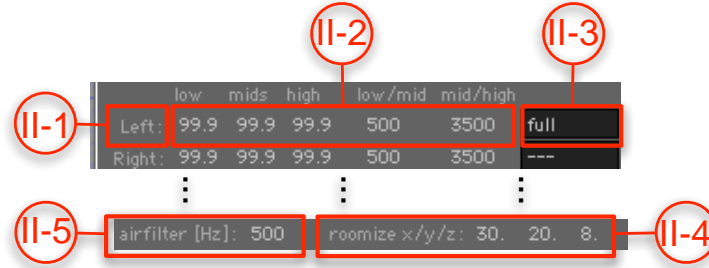 II-2 II-3
low mids high low/mid mid/high
II-1 Left: 99.9 99.9 99.9 500 3500 full
Right: 99.9 99.9 99.9 500 3500 ---
II-5 airfilter [Hz]: 500 roomize x/y/z: 30. 20. 8. II-4